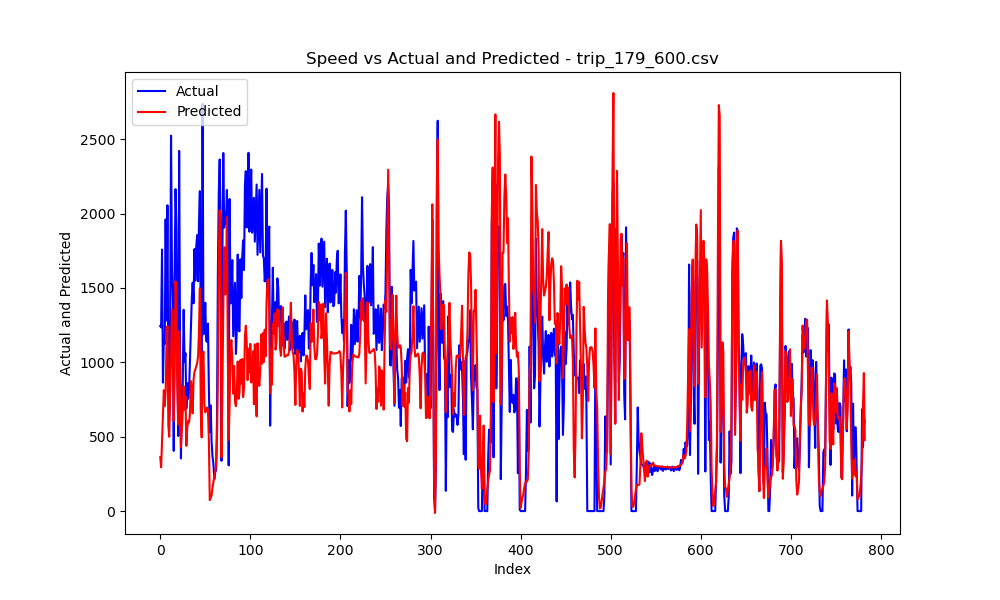 Speed vs Actual and Predicted - trip_179_600.csv
Actual
Predicted
Actual and Predicted
2500
2000
1500
1000
500
0
0 100 200 300 400 500 600 700 800
Index